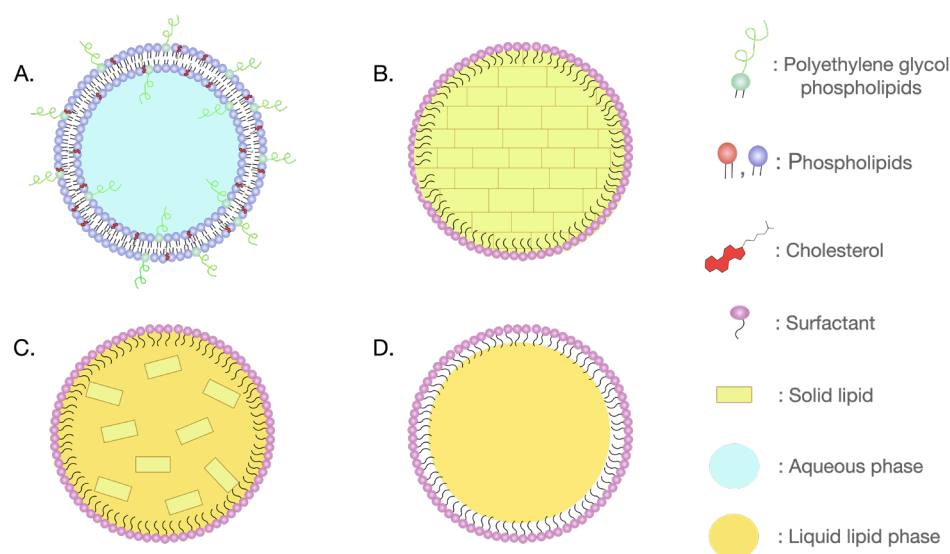 A.
B.
: Polyethylene glycol
phospholipids
, : Phospholipids
: Cholesterol
C.
D.
: Surfactant
: Solid lipid
: Aqueous phase
: Liquid lipid phase